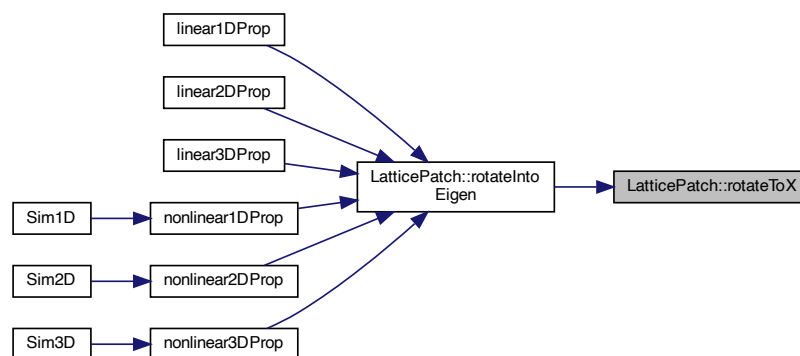 linear1DProp
linear2DProp
linear3DProp
LatticePatch::rotateInto
Eigen
LatticePatch::rotateToX
Sim1D
nonlinear1DProp
Sim2D
nonlinear2DProp
Sim3D
nonlinear3DProp